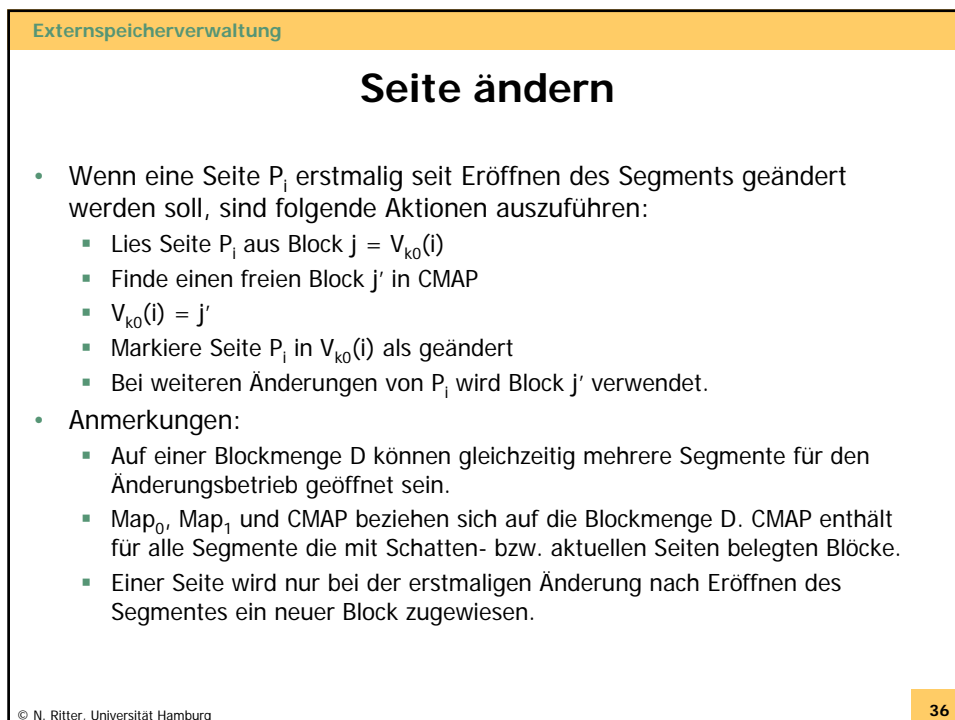 Externspeicherverwaltung
Seite ändern
• Wenn eine Seite Pi erstmalig seit Eröffnen des Segments geändert
werden soll, sind folgende Aktionen auszuführen:
▪ Lies Seite Pi aus Block j = Vk0(i)
▪ Finde einen freien Block j′ in CMAP
▪ Vk0(i) = j′
▪ Markiere Seite Pi in Vk0(i) als geändert
▪ Bei weiteren Änderungen von Pi wird Block j′ verwendet.
• Anmerkungen:
▪ Auf einer Blockmenge D können gleichzeitig mehrere Segmente für den
Änderungsbetrieb geöffnet sein.
▪ Map0, Map1 und CMAP beziehen sich auf die Blockmenge D. CMAP enthält
für alle Segmente die mit Schatten- bzw. aktuellen Seiten belegten Blöcke.
▪ Einer Seite wird nur bei der erstmaligen Änderung nach Eröffnen des
Segmentes ein neuer Block zugewiesen.
© N. Ritter, Universität Hamburg
36